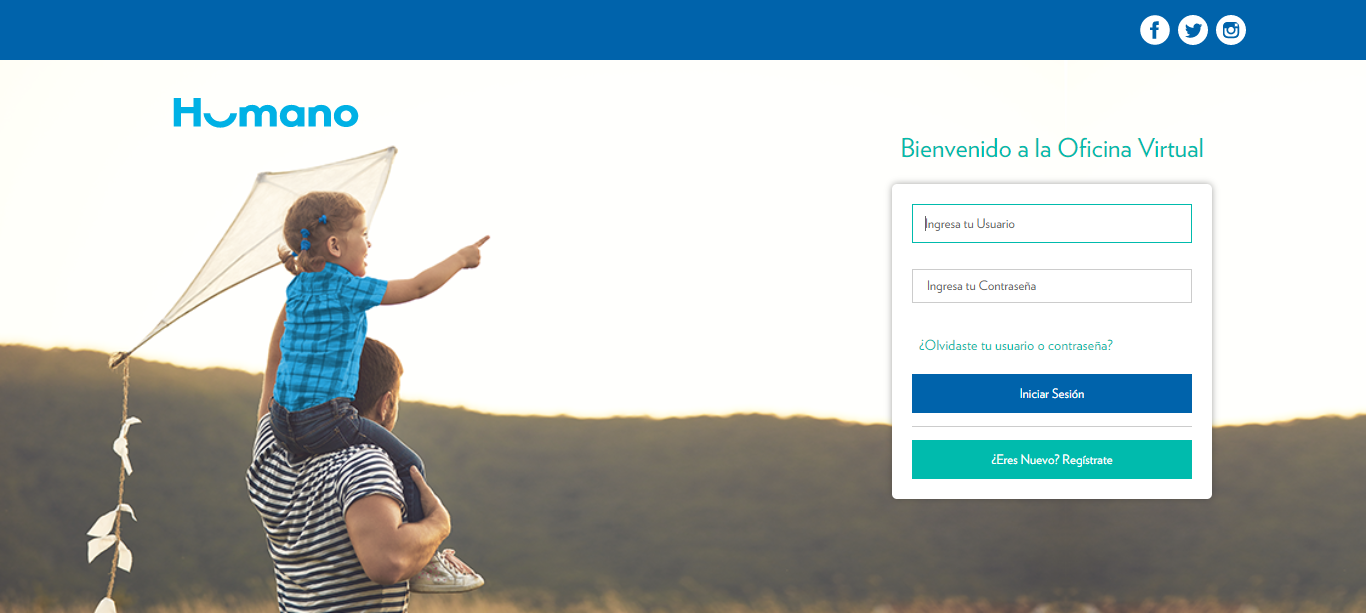 Humano
Bienvenido a la Oficina Virtual
Ingresa tu Usuario
Ingresa tu Contraseña
¿Olvidaste tu usuario o contraseña?
Iniciar Sesión
¿Eres Nuevo? Regístrate